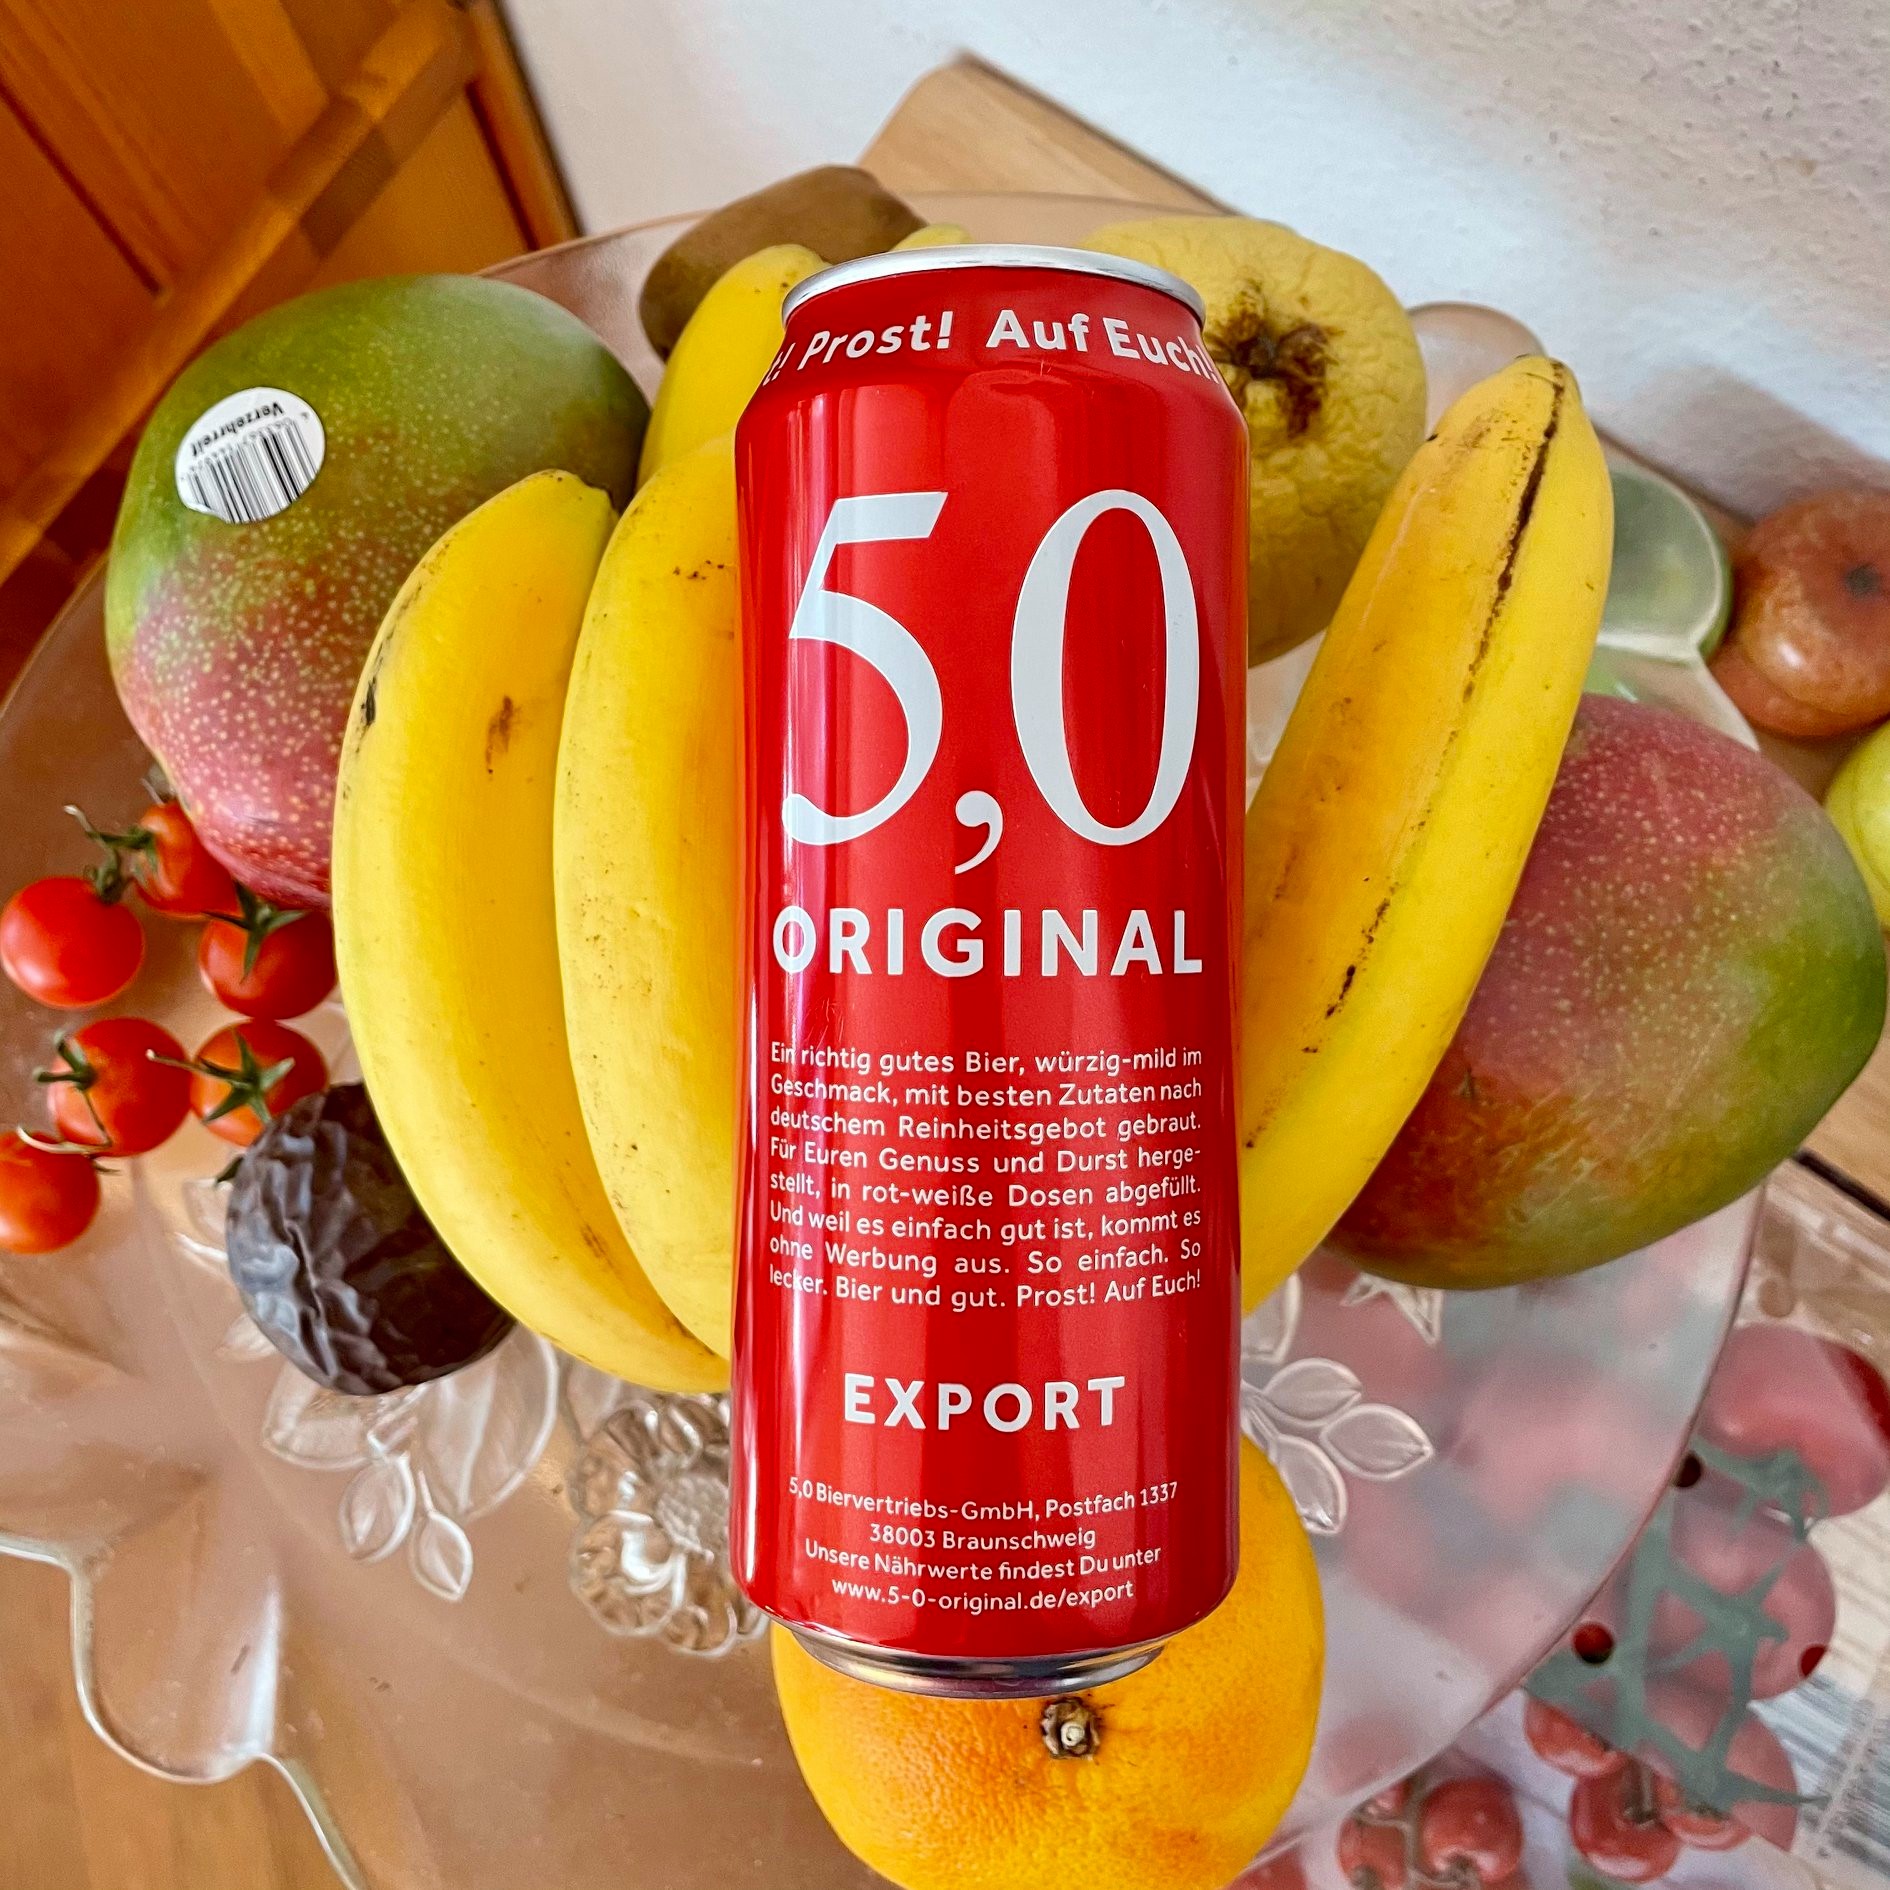 t! Prost! Auf Euch!
Verzehrreif
5,0
ORIGINAL
Ein richtig gutes Bier, würzig-mild im
Geschmack, mit besten Zutaten nach
deutschem Reinheitsgebot gebraut.
Für Euren Genuss und Durst herge-
stellt, in rot-weiße Dosen abgefüllt.
Und weil es einfach gut ist, kommt es
ohne Werbung aus. So einfach. So
lecker. Bier und gut. Prost! Auf Euch!
EXPORT
5,0 Biervertriebs-GmbH, Postfach 1337
38003 Braunschweig
Unsere Nährwerte findest Du unter
www.5-0-original.de/export